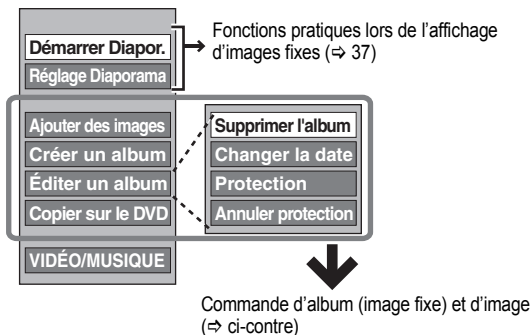 Démarrer Diapor.
Réglage Diaporama
Fonctions pratiques lors de l'affichage
d'images fixes (⇨ 37)
Ajouter des images
Créer un album
Éditer un album
Copier sur le DVD
VIDÉO/MUSIQUE
Supprimer l'album
Changer la date
Protection
Annuler protection
Commande d'album (image fixe) et d'image
(⇨ ci-contre)